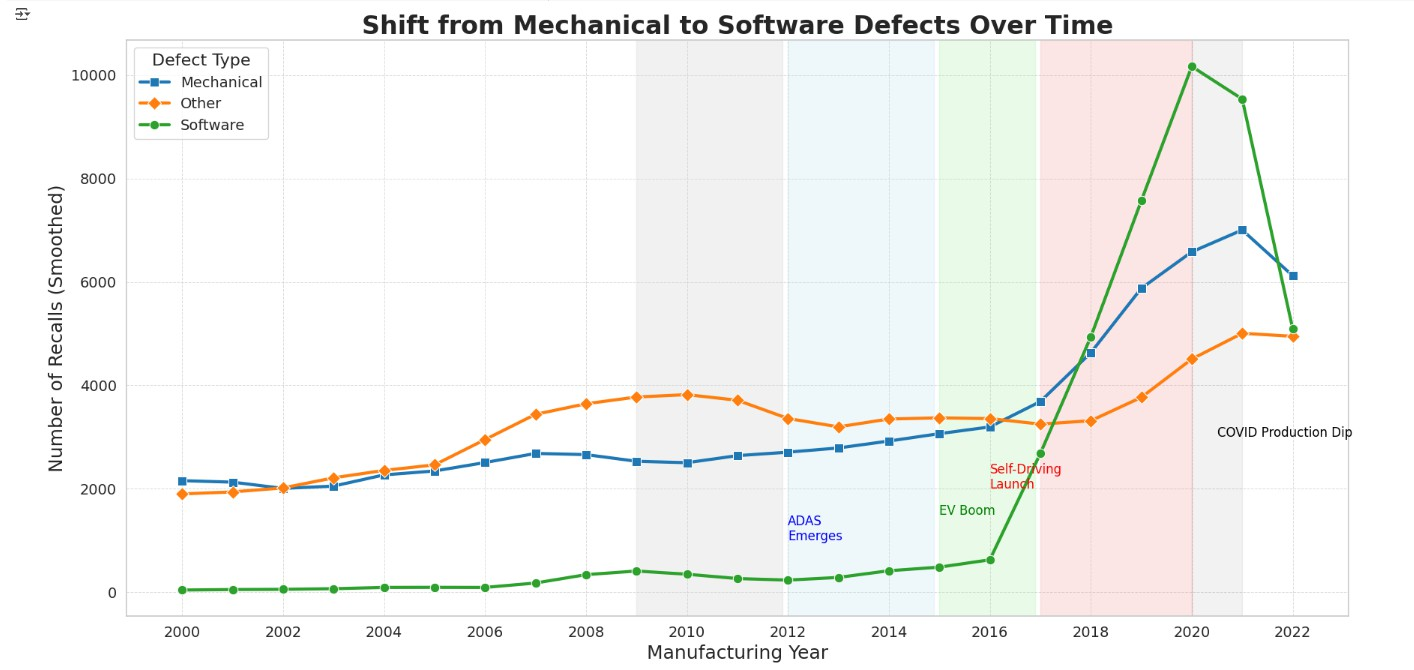 Shift from Mechanical to Software Defects Over Time
Defect Type
Mechanical
Other
Software
Number of Recalls (Smoothed)
10000
8000
6000
4000
2000
0
COVID Production Dip
Self-Driving
Launch
EV Boom
ADAS
Emerges
2000 2002 2004 2006 2008 2010 2012 2014 2016 2018 2020 2022
Manufacturing Year